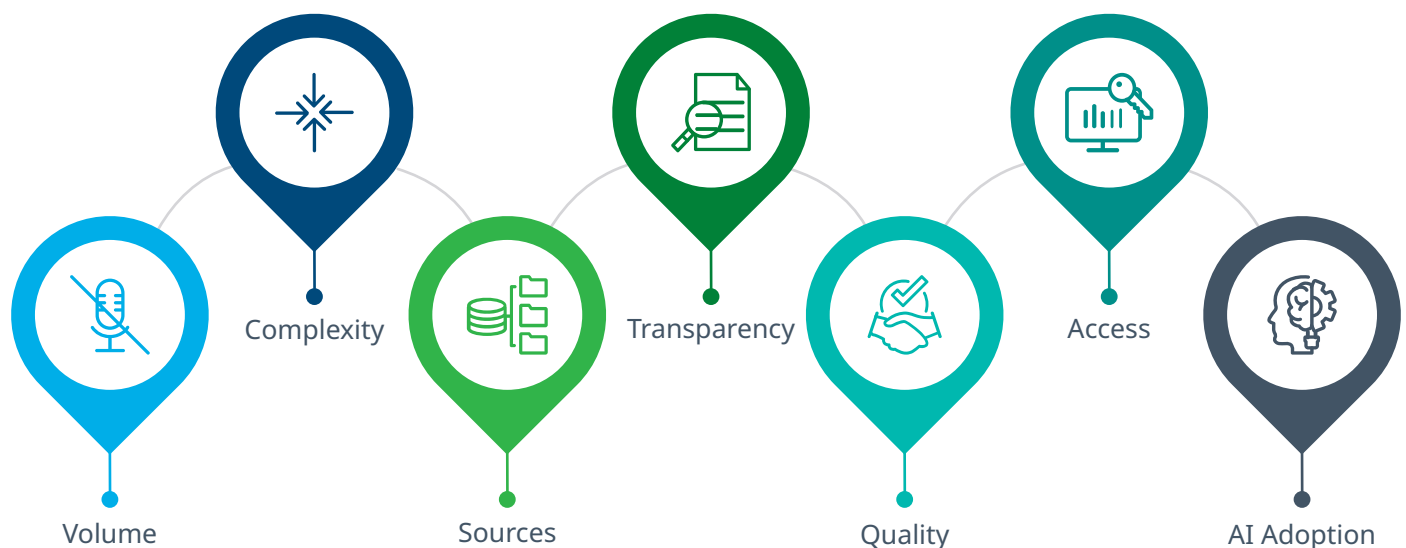 Volume
Complexity
Sources
Transparency
Quality
Access
AI Adoption